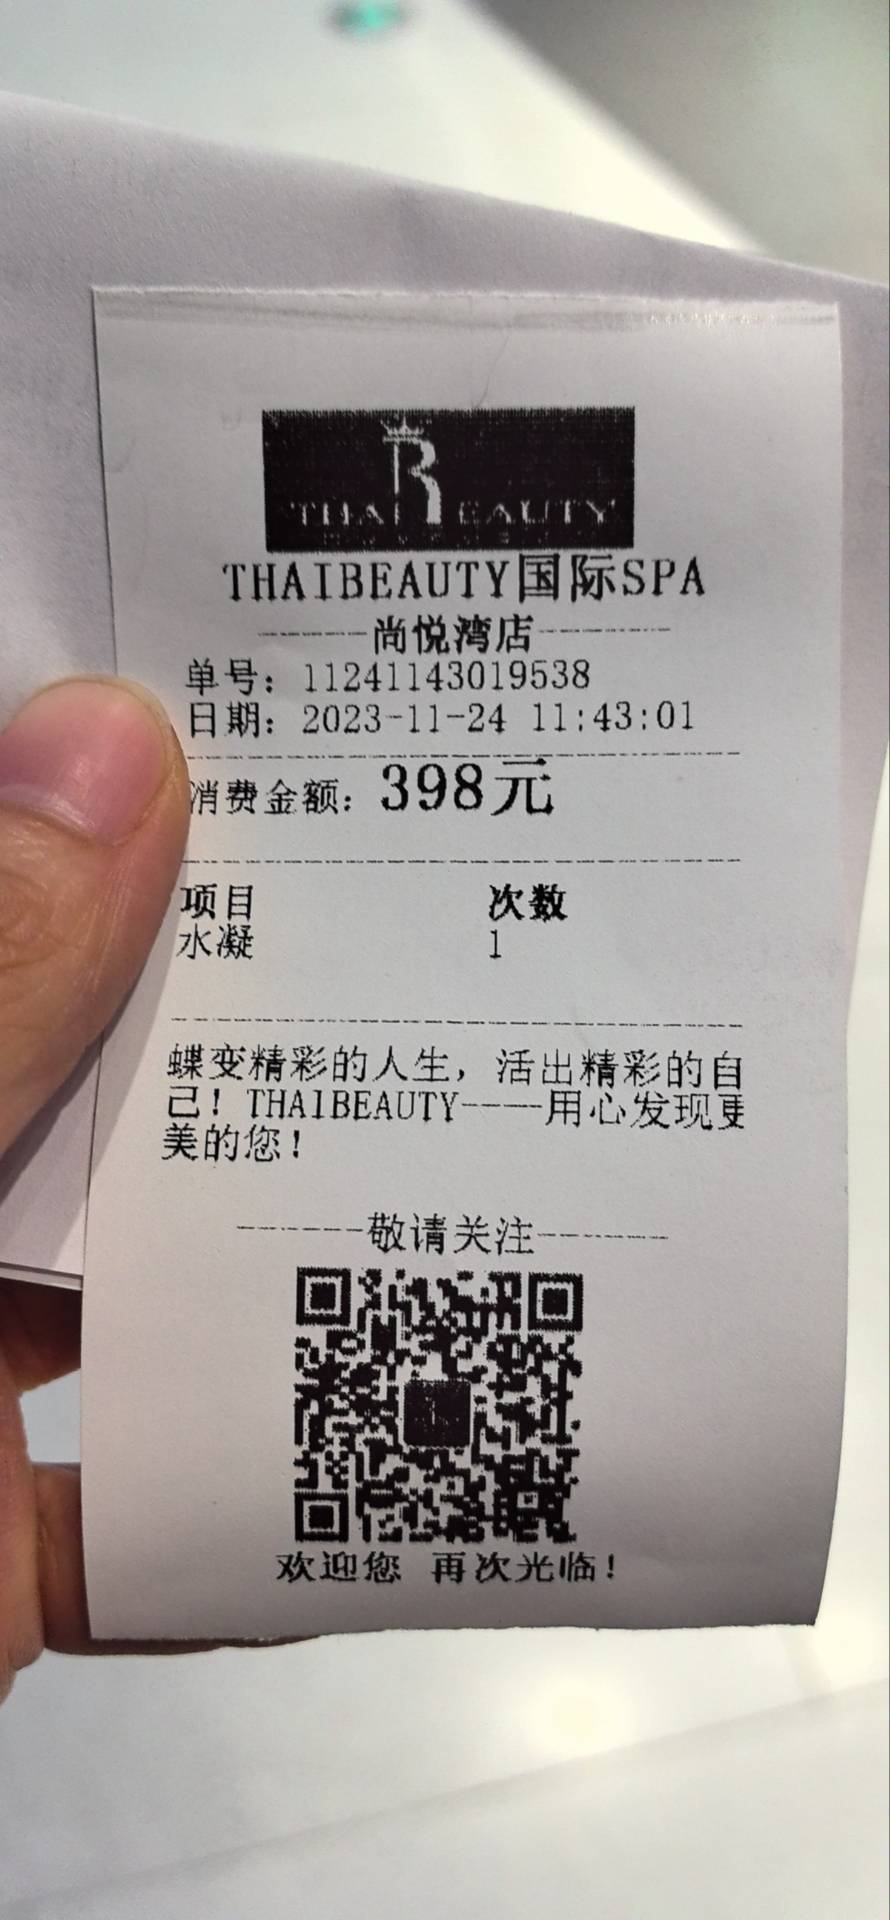 THAIBEAUTY
THAIBEAUTY国际SPA
-------尚悦湾店-------
单号：11241143019538
日期：2023-11-24 11:43:01
消费金额：398元
项目 次数
水凝 1
蝶变精彩的人生，活出精彩的自
己！THAIBEAUTY——用心发现更
美的您！
-------敬请关注-------
欢迎您 再次光临！